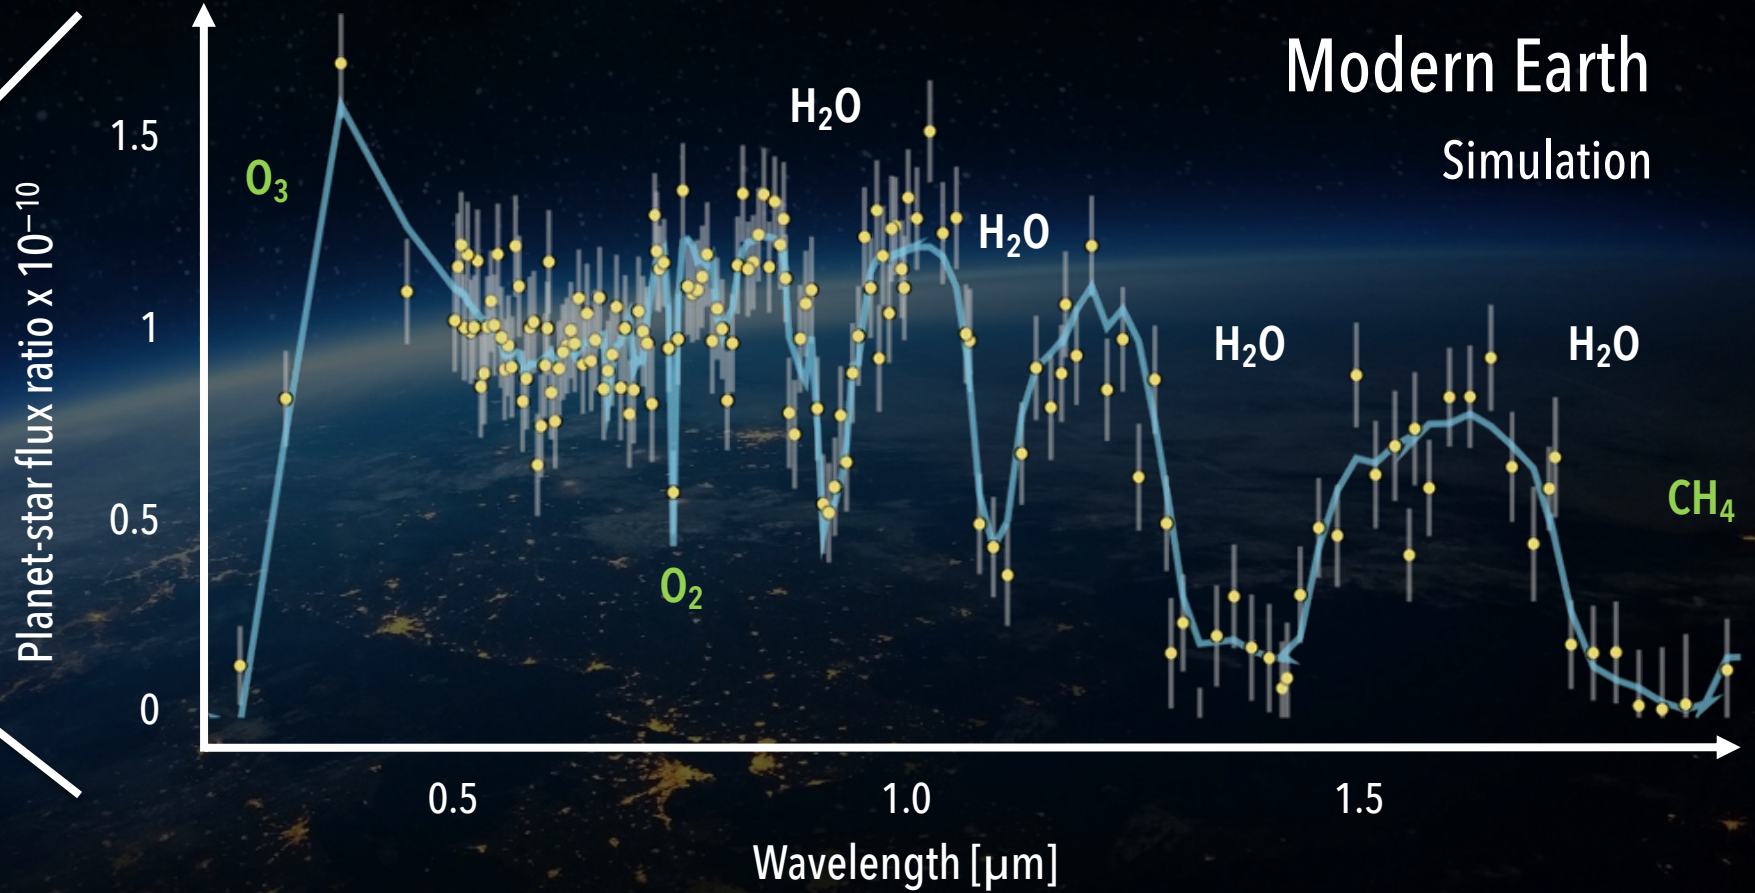 Modern Earth
Simulation
Planet-star flux ratio x 10⁻¹⁰
1.5
1
0.5
0
O₃
H₂O
H₂O
H₂O
H₂O
CH₄
O₂
0.5
1.0
1.5
Wavelength [μm]